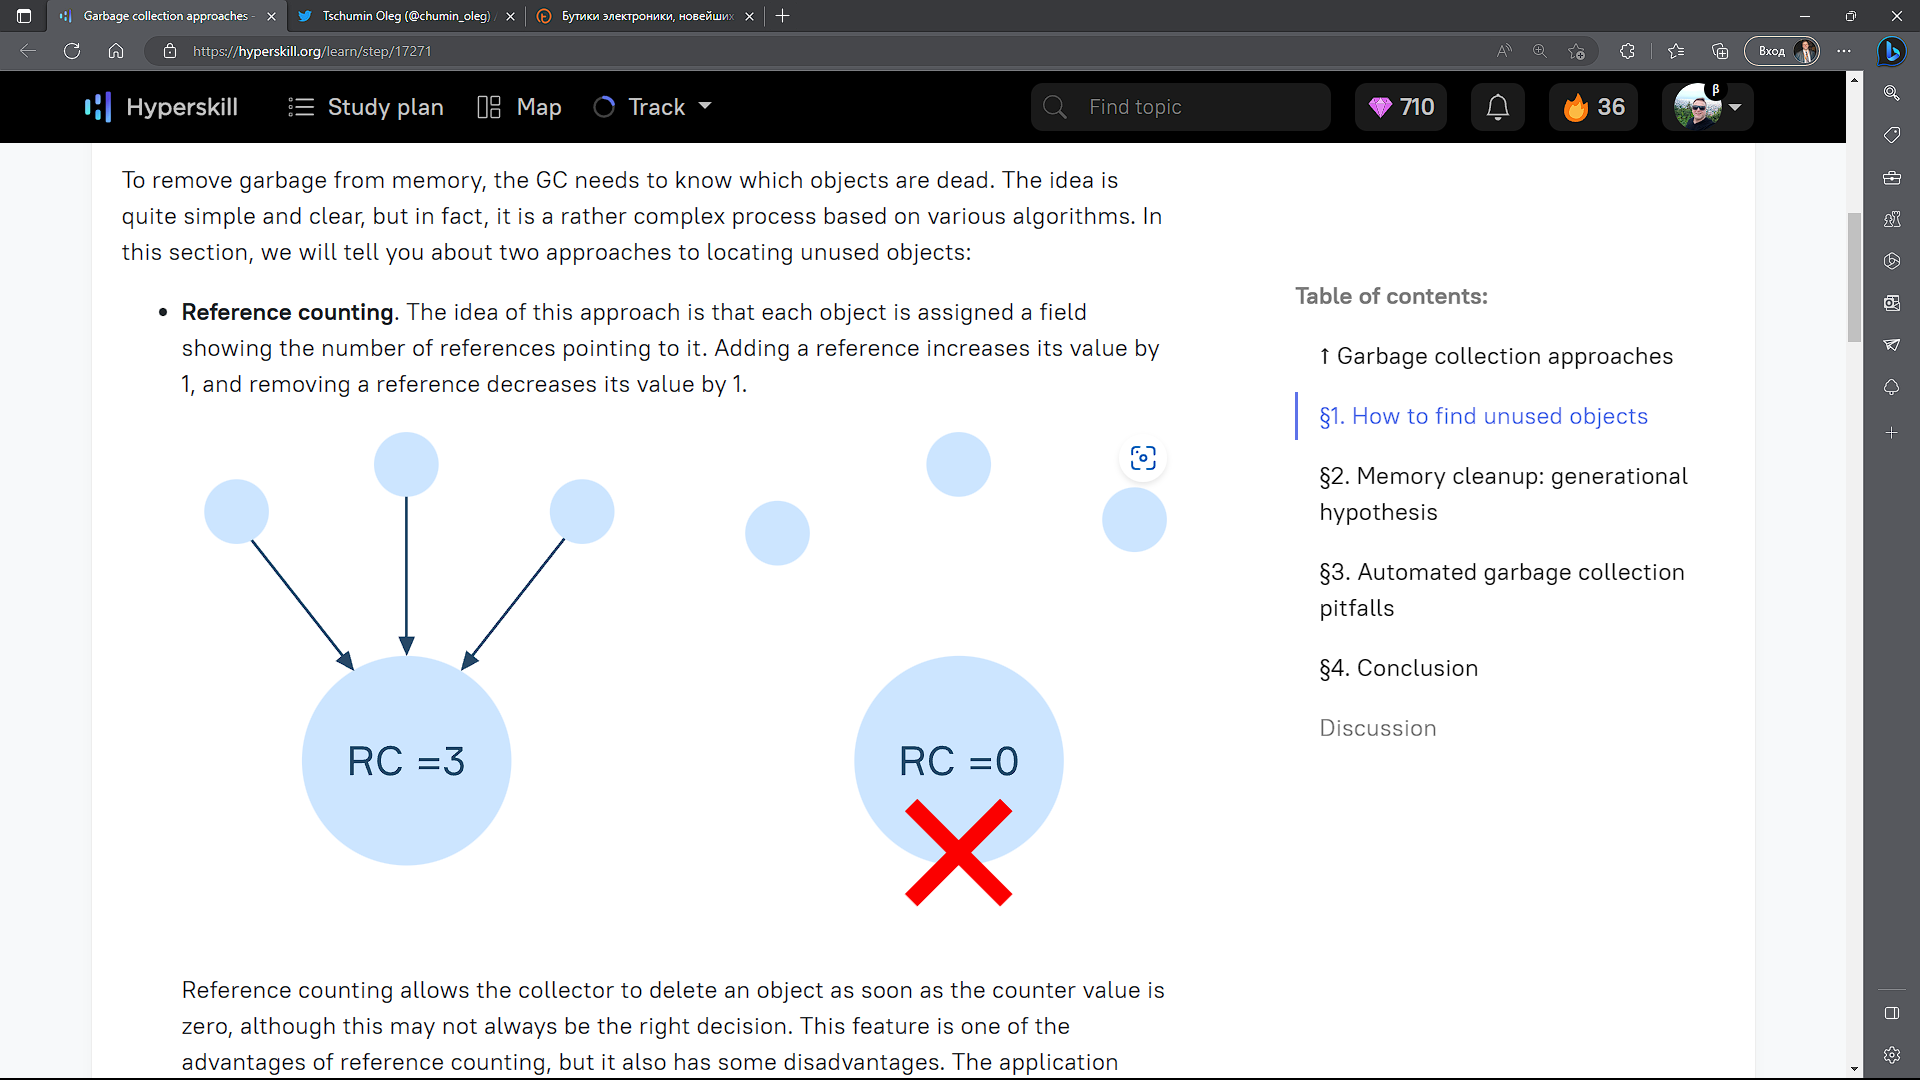 Garbage collection approaches -
Tschumin Oleg (@chumin_oleg)
Бутики электроники, новейших
https://hyperskill.org/learn/step/17271
Вход
Hyperskill
Study plan
Map
Track
Find topic
710
36
β
To remove garbage from memory, the GC needs to know which objects are dead. The idea is
quite simple and clear, but in fact, it is a rather complex process based on various algorithms. In
this section, we will tell you about two approaches to locating unused objects:
• Reference counting. The idea of this approach is that each object is assigned a field
showing the number of references pointing to it. Adding a reference increases its value by
1, and removing a reference decreases its value by 1.
RC =3
RC =0
Reference counting allows the collector to delete an object as soon as the counter value is
zero, although this may not always be the right decision. This feature is one of the
advantages of reference counting, but it also has some disadvantages. The application
Table of contents:
↑ Garbage collection approaches
§1. How to find unused objects
§2. Memory cleanup: generational
hypothesis
§3. Automated garbage collection
pitfalls
§4. Conclusion
Discussion